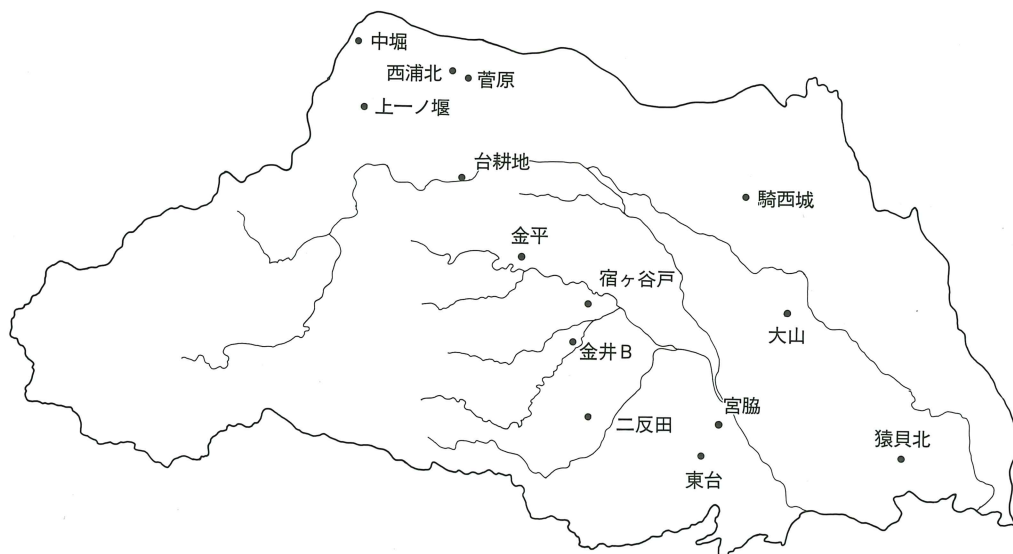 中堀
西浦北
菅原
上一ノ堰
台耕地
騎西城
金平
宿ヶ谷戸
大山
金井B
宮脇
二反田
猿貝北
東台